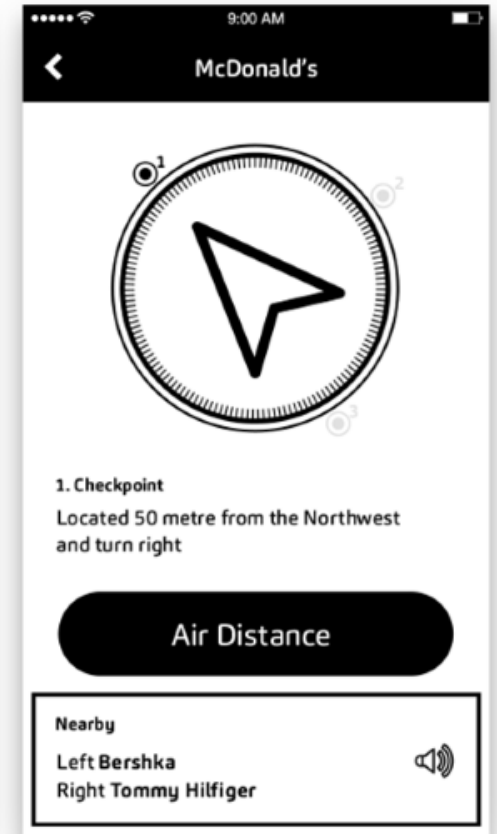 9:00 AM
McDonald's
1
2
3
1. Checkpoint
Located 50 metre from the Northwest
and turn right
Air Distance
Nearby
Left Bershka
Right Tommy Hilfiger